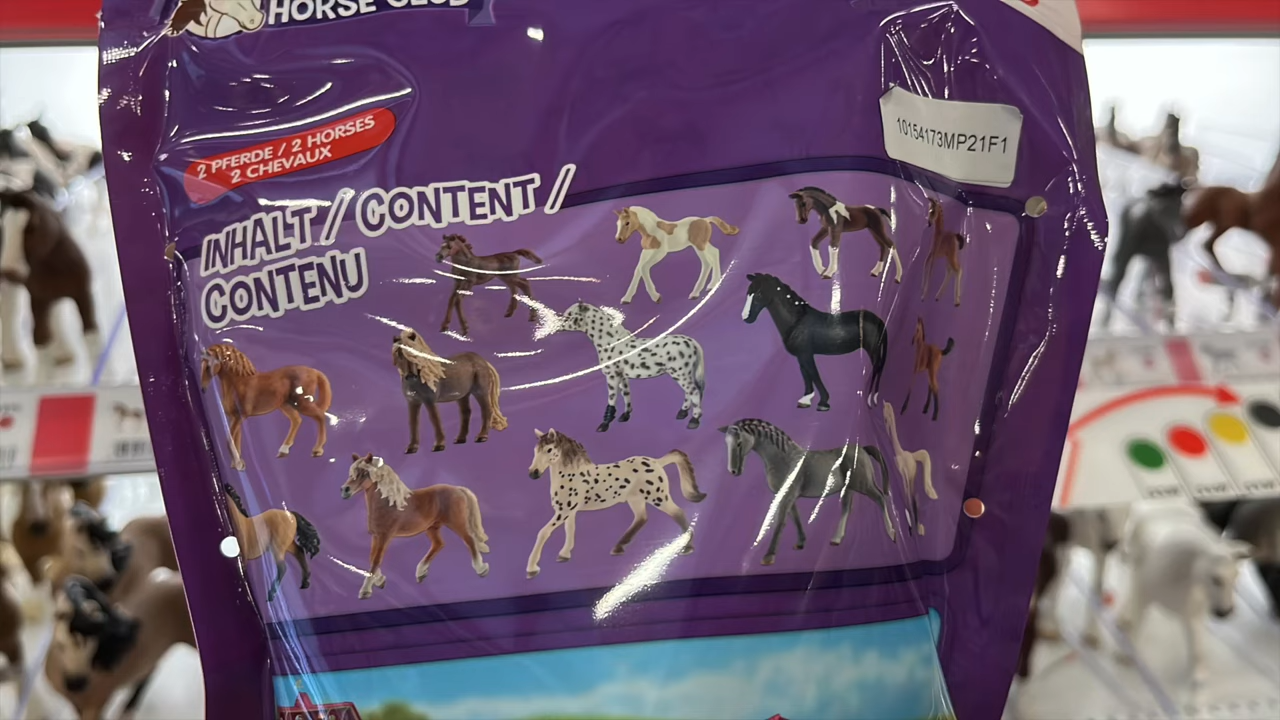 HORSE CLUB
2 PFERDE / 2 HORSES
2 CHEVAUX
10154173MP21F1
INHALT / CONTENT /
CONTENU